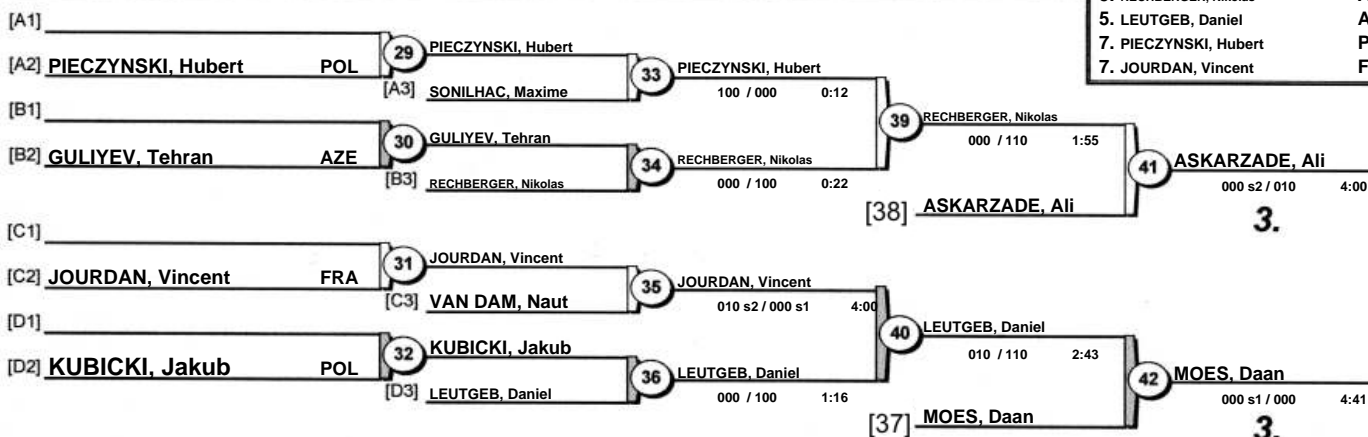 5. LEUTGEB, Daniel A
7. PIECZYNSKI, Hubert P
7. JOURDAN, Vincent F
[A1]
[A2] PIECZYNSKI, Hubert POL
29 PIECZYNSKI, Hubert
[A3] SONILHAC, Maxime
33 PIECZYNSKI, Hubert
100 / 000 0:12
[B1]
[B2] GULIYEV, Tehran AZE
30 GULIYEV, Tehran
[B3] RECHBERGER, Nikolas
34 RECHBERGER, Nikolas
000 / 100 0:22
39 RECHBERGER, Nikolas
000 / 110 1:55
[38] ASKARZADE, Ali
41 ASKARZADE, Ali
000 s2 / 010 4:00
3.
[C1]
[C2] JOURDAN, Vincent FRA
31 JOURDAN, Vincent
[C3] VAN DAM, Naut
35 JOURDAN, Vincent
010 s2 / 000 s1 4:00
[D1]
[D2] KUBICKI, Jakub POL
32 KUBICKI, Jakub
[D3] LEUTGEB, Daniel
36 LEUTGEB, Daniel
000 / 100 1:16
40 LEUTGEB, Daniel
010 / 110 2:43
[37] MOES, Daan
42 MOES, Daan
000 s1 / 000 4:41
3.